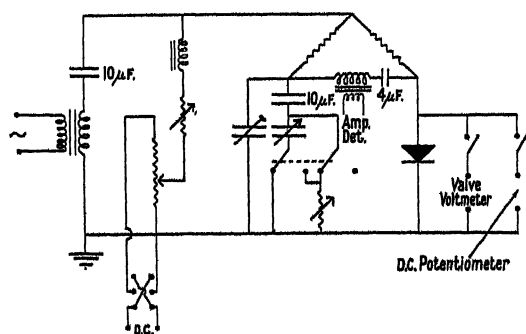 10μF.
10μF.
4μF.
Amp.
Det.
~
Valve
Voltmeter
D.C. Potentiometer
D.C.